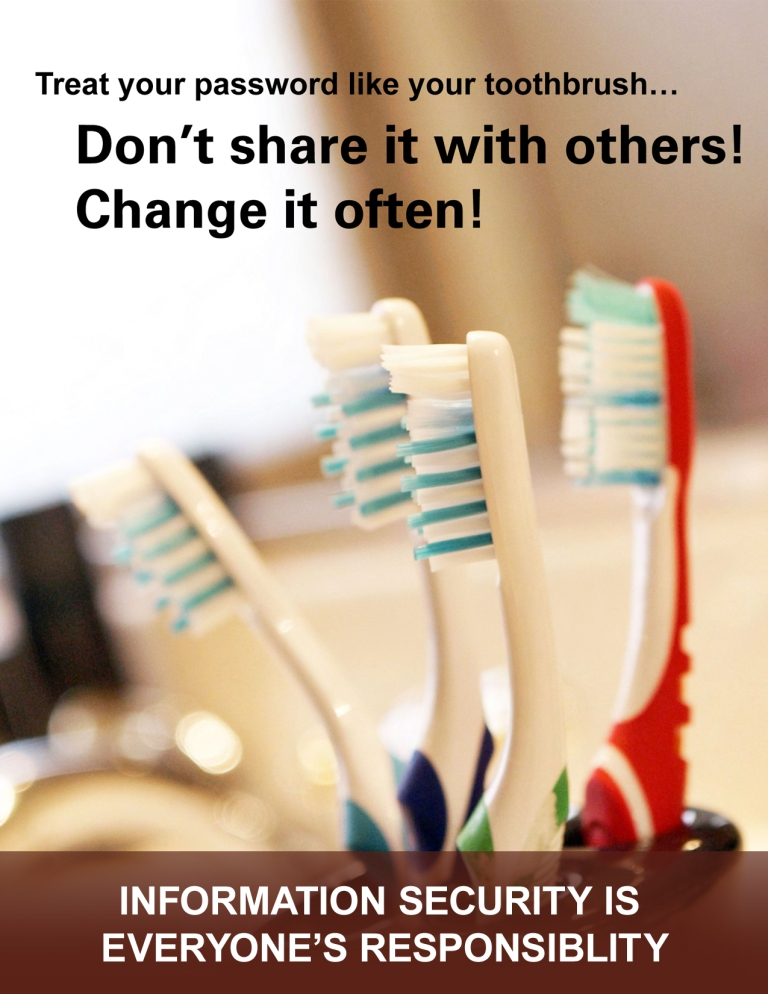 Treat your password like your toothbrush...
Don’t share it with others!
Change it often!
INFORMATION SECURITY IS
EVERYONE’S RESPONSIBLITY